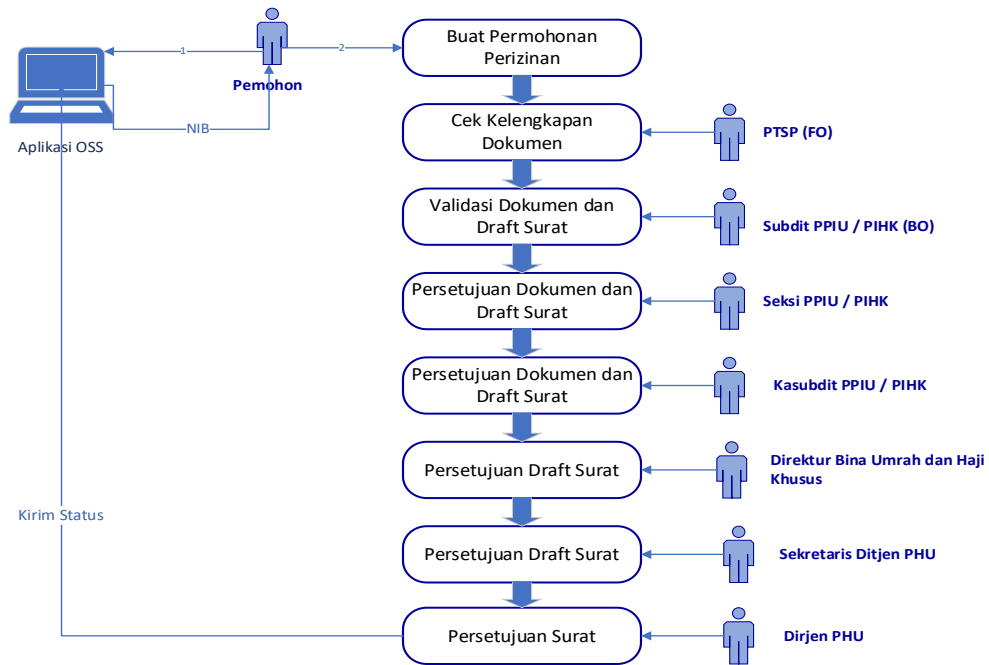 1
2
Buat Permohonan
Perizinan
Pemohon
NIB
Aplikasi OSS
Cek Kelengkapan
Dokumen
PTSP (FO)
Validasi Dokumen dan
Draft Surat
Subdit PPIU / PIHK (BO)
Persetujuan Dokumen dan
Draft Surat
Seksi PPIU / PIHK
Persetujuan Dokumen dan
Draft Surat
Kasubdit PPIU / PIHK
Persetujuan Draft Surat
Direktur Bina Umrah dan Haji
Khusus
Kirim Status
Persetujuan Draft Surat
Sekretaris Ditjen PHU
Persetujuan Surat
Dirjen PHU